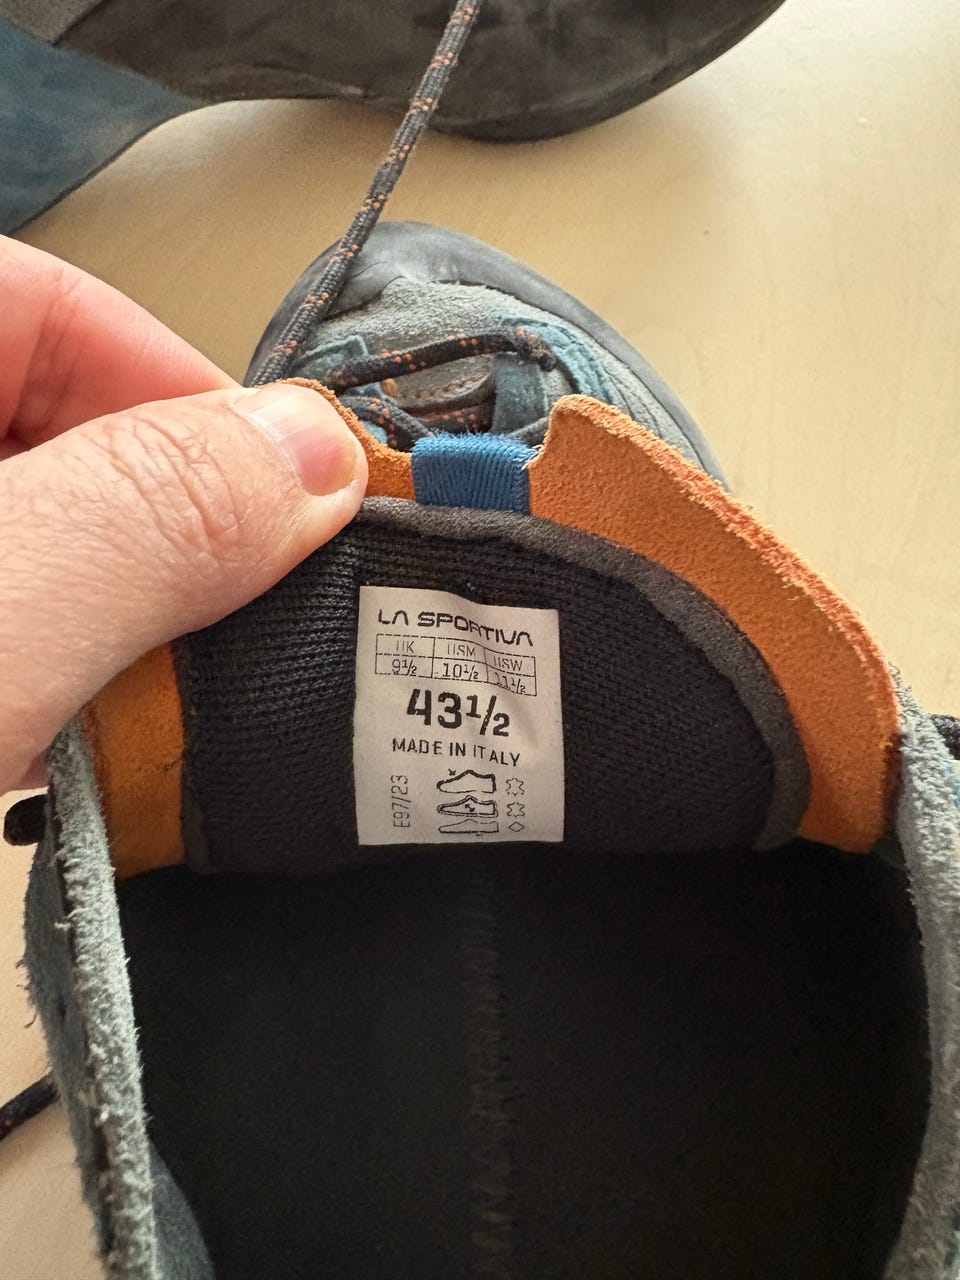 LA SPORTIVA
UK USM USW
9½ 10½ 11½
43½
MADE IN ITALY
E97/23